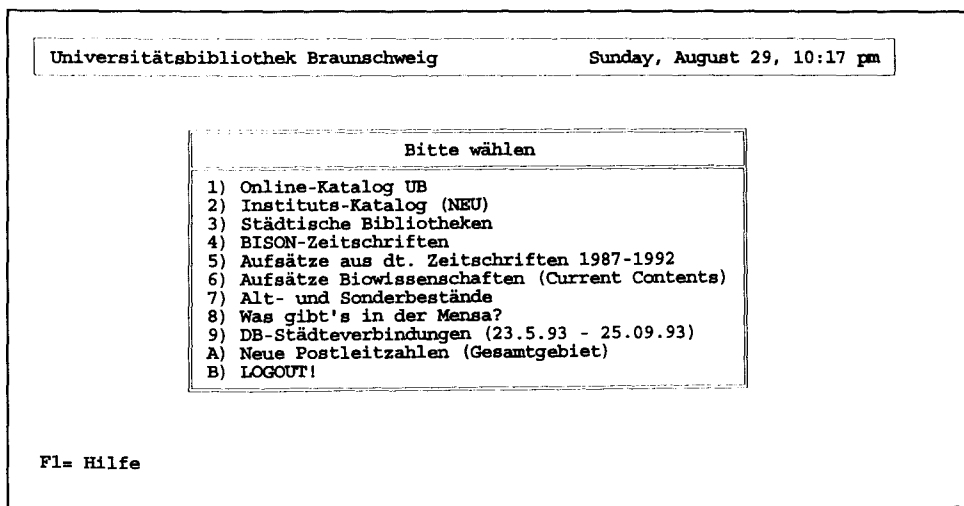 Universitätsbibliothek Braunschweig Sunday, August 29, 10:17 pm
Bitte wählen
1) Online-Katalog UB
2) Instituts-Katalog (NEU)
3) Städtische Bibliotheken
4) BISON-Zeitschriften
5) Aufsätze aus dt. Zeitschriften 1987-1992
6) Aufsätze Biowissenschaften (Current Contents)
7) Alt- und Sonderbestände
8) Was gibt's in der Mensa?
9) DB-Städteverbindungen (23.5.93 - 25.09.93)
A) Neue Postleitzahlen (Gesamtgebiet)
B) LOGOUT!
F1= Hilfe